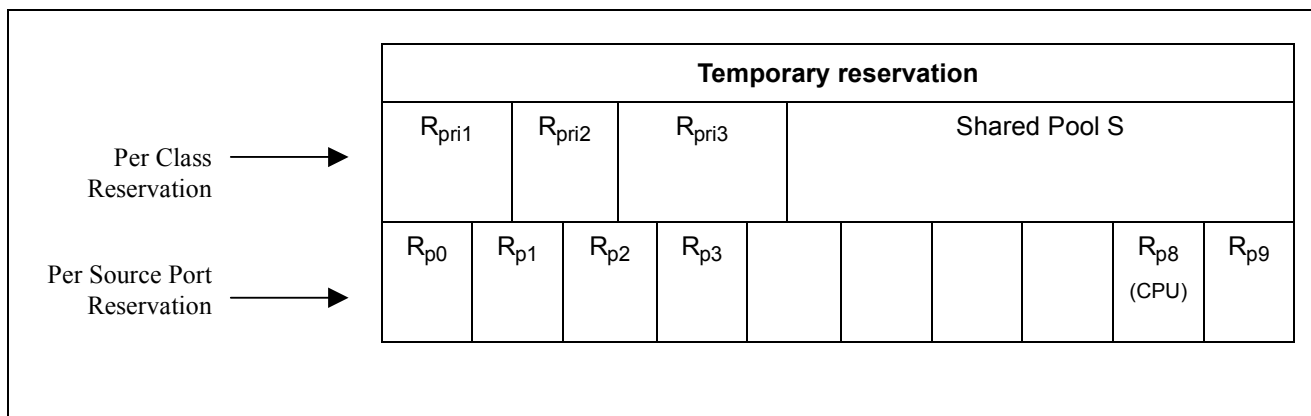 Temporary reservation
Per Class
Reservation
Rpri1
Rpri2
Rpri3
Shared Pool S
Per Source Port
Reservation
Rp0
Rp1
Rp2
Rp3
Rp8
(CPU)
Rp9